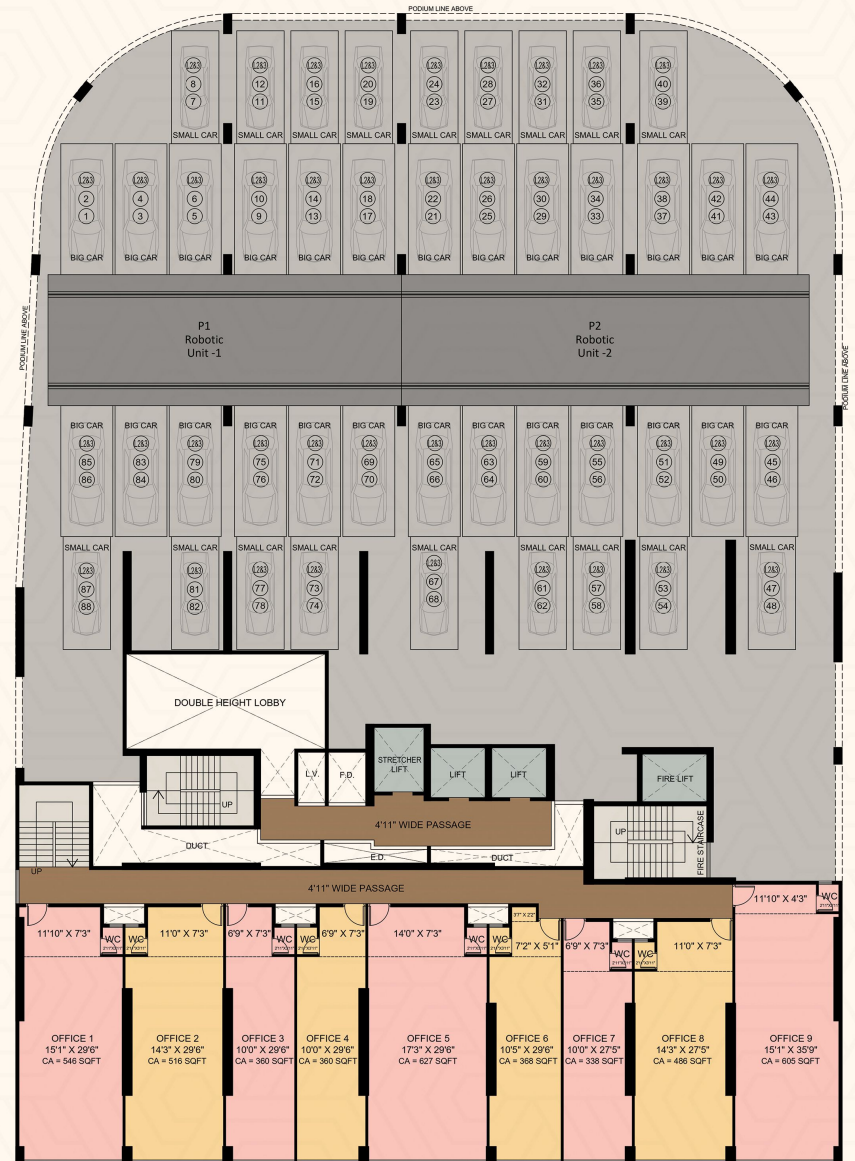 PODIUM LINE ABOVE
L2&3 L2&3 L2&3 L2&3 L2&3 L2&3 L2&3 L2&3 L2&3
8 12 16 20 24 28 32 36 40
7 11 15 19 23 27 31 35 39
SMALL CAR SMALL CAR SMALL CAR SMALL CAR SMALL CAR SMALL CAR SMALL CAR SMALL CAR SMALL CAR
L2&3 L2&3 L2&3 L2&3 L2&3 L2&3 L2&3 L2&3 L2&3 L2&3 L2&3 L2&3 L2&3
2 4 6 10 14 18 22 26 30 34 38 42 44
1 3 5 9 13 17 21 25 29 33 37 41 43
BIG CAR BIG CAR BIG CAR BIG CAR BIG CAR BIG CAR BIG CAR BIG CAR BIG CAR BIG CAR BIG CAR BIG CAR BIG CAR
PODIUM LINE ABOVE
P1
Robotic
Unit -1
P2
Robotic
Unit -2
PODIUM LINE ABOVE
BIG CAR BIG CAR BIG CAR BIG CAR BIG CAR BIG CAR BIG CAR BIG CAR BIG CAR BIG CAR BIG CAR BIG CAR BIG CAR
L2&3 L2&3 L2&3 L2&3 L2&3 L2&3 L2&3 L2&3 L2&3 L2&3 L2&3 L2&3 L2&3
85 83 79 75 71 69 65 63 59 55 51 49 45
86 84 80 76 72 70 66 64 60 56 52 50 46
SMALL CAR SMALL CAR SMALL CAR SMALL CAR SMALL CAR SMALL CAR SMALL CAR SMALL CAR SMALL CAR
L2&3 L2&3 L2&3 L2&3 L2&3 L2&3 L2&3 L2&3 L2&3
87 81 77 73 67 61 57 53 47
88 82 78 74 68 62 58 54 48
DOUBLE HEIGHT LOBBY
L.V.
F.D.
STRETCHER
LIFT
LIFT
LIFT
FIRE LIFT
UP
4'11" WIDE PASSAGE
UP
FIRE STAIRCASE
DUCT
E.D.
DUCT
UP
4'11" WIDE PASSAGE
11'10" X 4'3"
WC
11'10" X 7'3"
WC
WC
11'0" X 7'3"
6'9" X 7'3"
WC
WC
6'9" X 7'3"
14'0" X 7'3"
WC
WC
7'2" X 5'1"
6'9" X 7'3"
WC
WC
11'0" X 7'3"
OFFICE 1
15'1" X 29'6"
CA = 546 SQFT
OFFICE 2
14'3" X 29'6"
CA = 516 SQFT
OFFICE 3
10'0" X 29'6"
CA = 360 SQFT
OFFICE 4
10'0" X 29'6"
CA = 360 SQFT
OFFICE 5
17'3" X 29'6"
CA = 627 SQFT
OFFICE 6
10'5" X 29'6"
CA = 368 SQFT
OFFICE 7
10'0" X 27'5"
CA = 338 SQFT
OFFICE 8
14'3" X 27'5"
CA = 486 SQFT
OFFICE 9
15'1" X 35'9"
CA = 605 SQFT